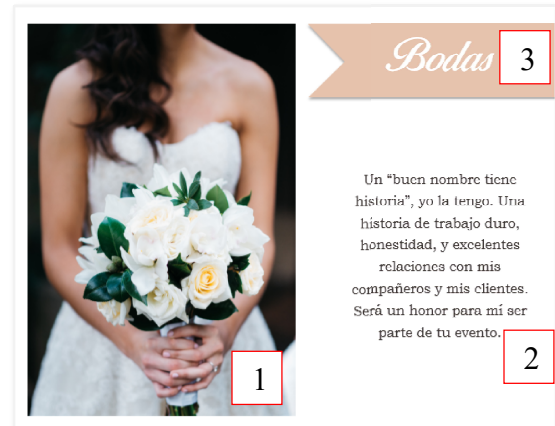 Bodas
3
Un “buen nombre tiene
historia”, yo la tengo. Una
historia de trabajo duro,
honestidad, y excelentes
relaciones con mis
compañeros y mis clientes.
Será un honor para mí ser
parte de tu evento.
1
2